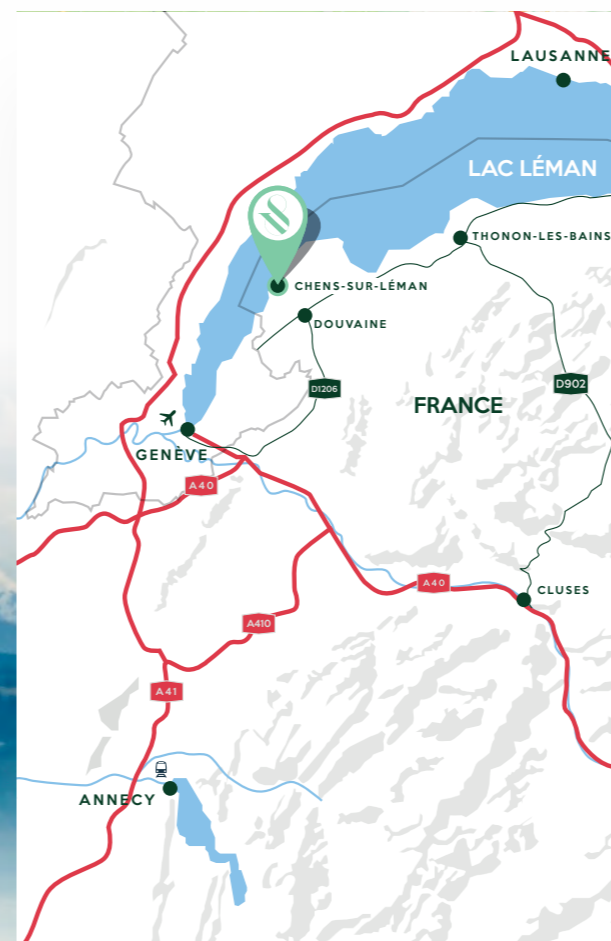 LAUSANNE
LAC LÉMAN
THONON-LES-BAINS
CHENS-SUR-LÉMAN
DOUVAINE
D1206
D902
FRANCE
GENÈVE
A40
A40
CLUSES
A410
A41
ANNECY